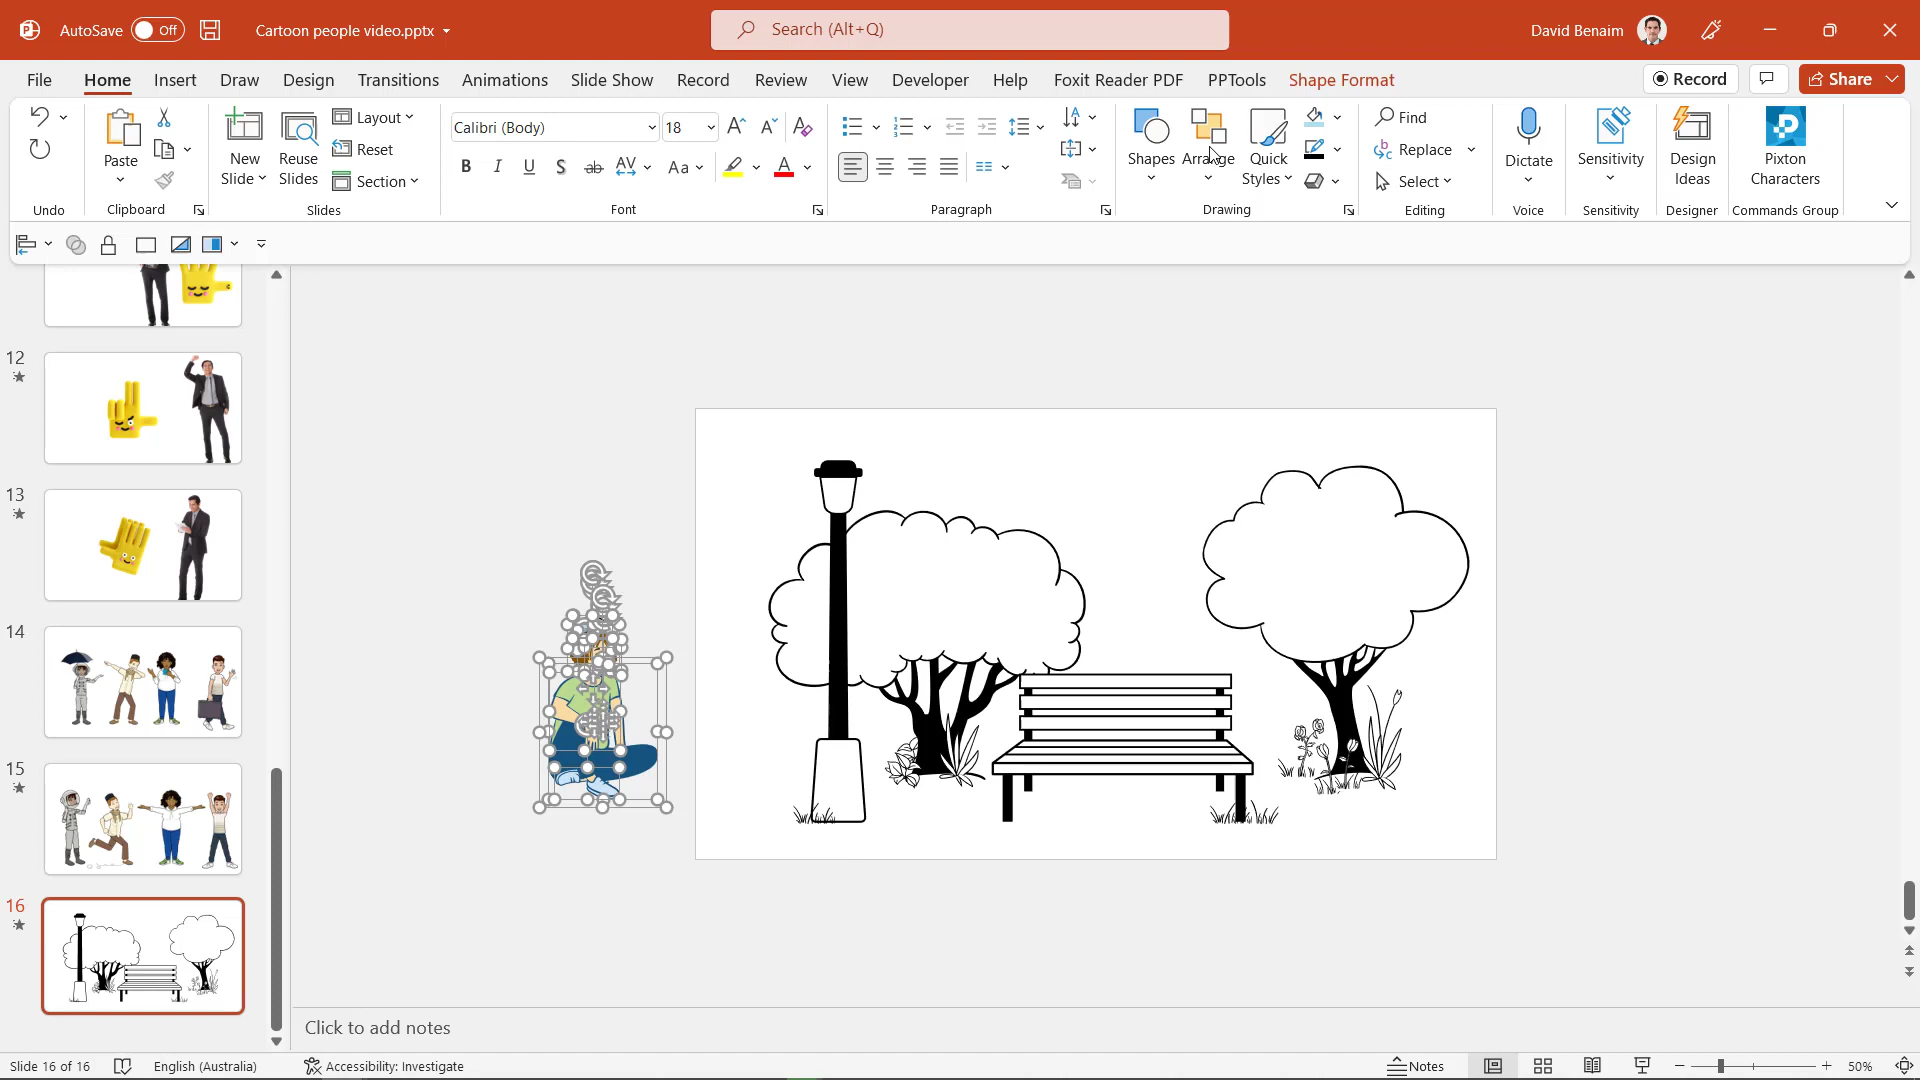 AutoSave Off Cartoon people video.pptx Search (Alt+Q) David Benaim
File Home Insert Draw Design Transitions Animations Slide Show Record Review View Developer Help Foxit Reader PDF PPTools Shape Format Record Share
Paste
New Slide
Reuse Slides
Layout
Reset
Section
Calibri (Body) 18
B I U S ab AV Aa A
Shapes
Arrange
Quick Styles
Find
Replace
Select
Dictate
Sensitivity
Design Ideas
Pixton Characters
Undo Clipboard Slides Font Paragraph Drawing Editing Voice Sensitivity Designer Commands Group
12
13
14
15
16
Click to add notes
Slide 16 of 16 English (Australia) Accessibility: Investigate Notes 50%